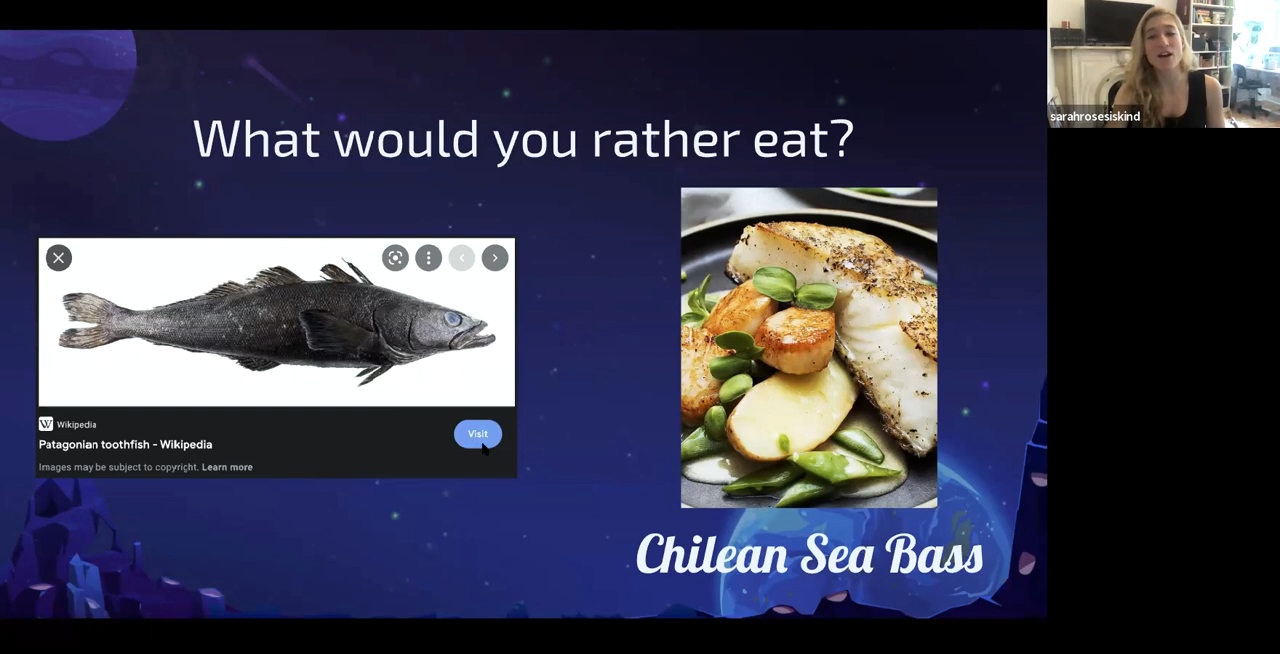 What would you rather eat?
sarahrosesiskind
W Wikipedia
Patagonian toothfish - Wikipedia
Visit
Images may be subject to copyright. Learn more
Chilean Sea Bass